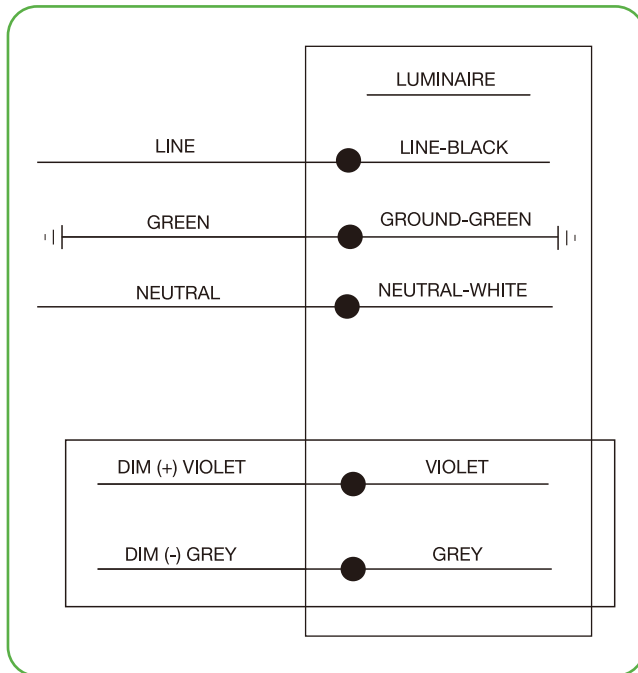 LUMINAIRE
LINE
LINE-BLACK
GREEN
GROUND-GREEN
NEUTRAL
NEUTRAL-WHITE
DIM (+) VIOLET
VIOLET
DIM (-) GREY
GREY